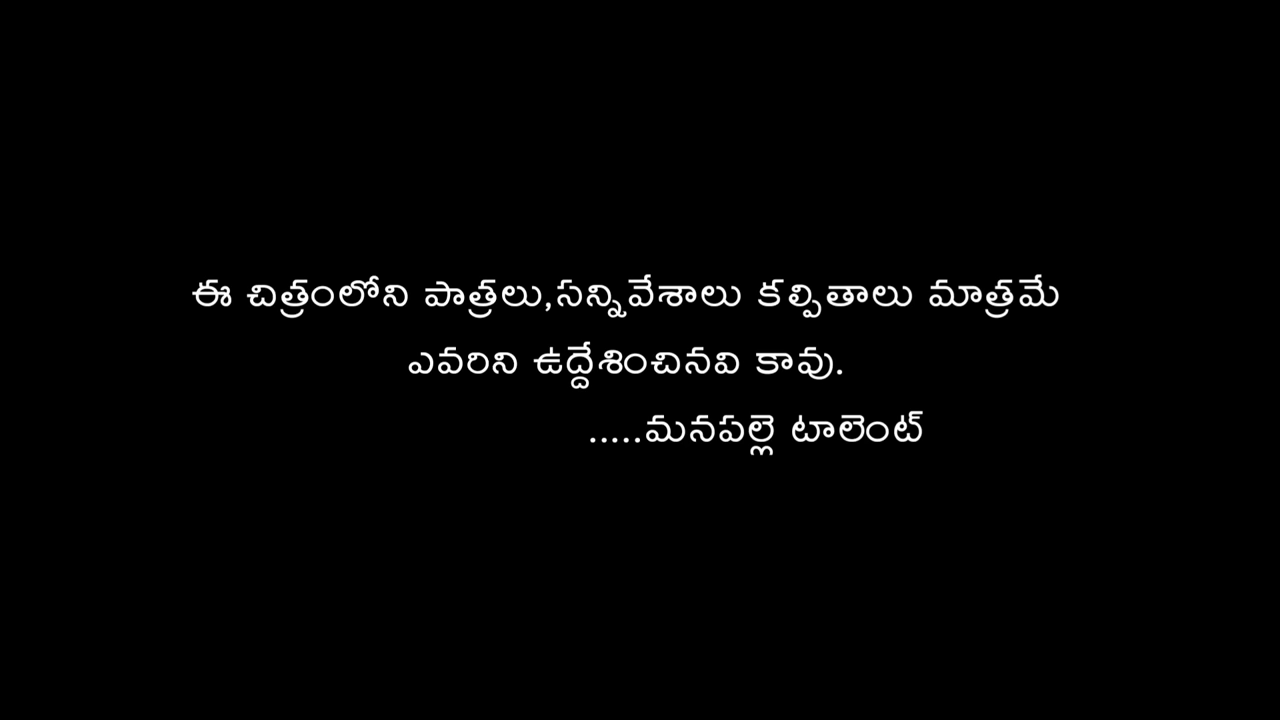 ఈ చిత్రంలోని పాత్రలు,సన్నివేశాలు కల్పితాలు మాత్రమే
ఎవరిని ఉద్దేశించినవి కావు.
.....మనపల్లె టాలెంట్